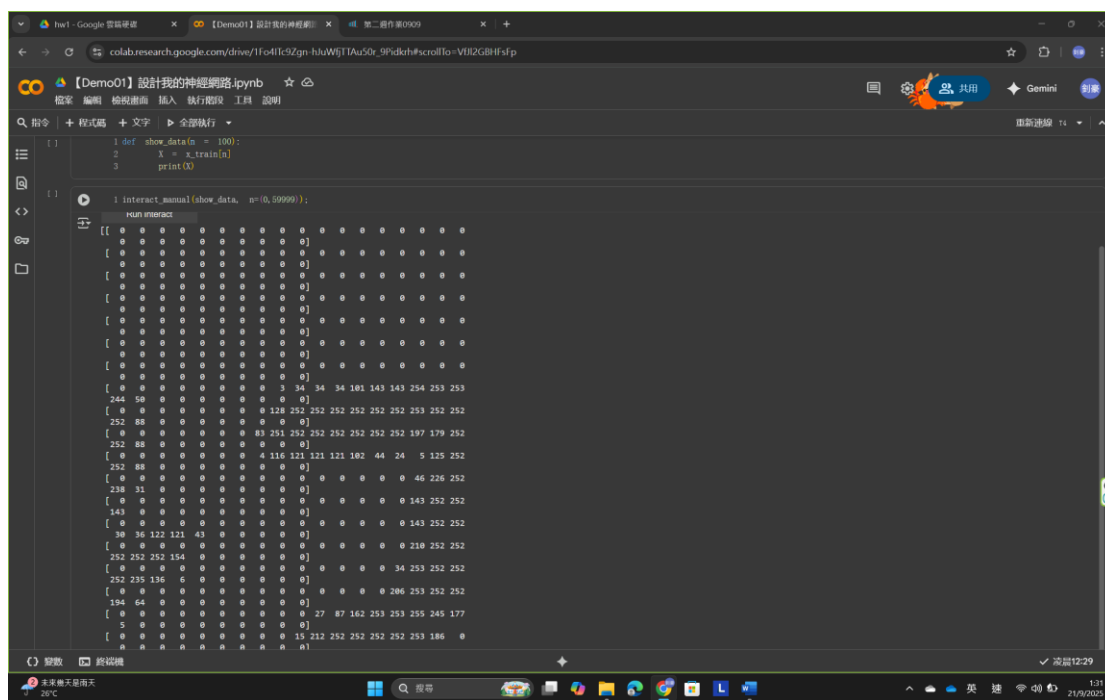 hw1 - Google 雲端硬碟
【Demo01】設計我的神經網
第二週作業0909
colab.research.google.com/drive/1Fo4ITc9Zgn-hJuWfjTTAu50r_9Pidkrh#scrollTo=VfJl2GBHFsFp
【Demo01】設計我的神經網路.ipynb
共用
Gemini
檔案 編輯 檢視畫面 插入 執行階段 工具 說明
指令 + 程式碼 + 文字 全部執行
重新連線 T4
[ ] 1 def show_data(n = 100):
2 X = x_train[n]
3 print(X)
[ ] 1 interact_manual(show_data, n=(0,59999));
Run Interact
[[ 0 0 0 0 0 0 0 0 0 0 0 0 0 0 0 0 0 0
0 0 0 0 0 0 0 0 0 0]
[ 0 0 0 0 0 0 0 0 0 0 0 0 0 0 0 0 0 0
0 0 0 0 0 0 0 0 0 0]
[ 0 0 0 0 0 0 0 0 0 0 0 0 0 0 0 0 0 0
0 0 0 0 0 0 0 0 0 0]
[ 0 0 0 0 0 0 0 0 0 0 0 0 0 0 0 0 0 0
0 0 0 0 0 0 0 0 0 0]
[ 0 0 0 0 0 0 0 0 0 0 0 0 0 0 0 0 0 0
0 0 0 0 0 0 0 0 0 0]
[ 0 0 0 0 0 0 0 0 0 0 0 0 0 0 0 0 0 0
0 0 0 0 0 0 0 0 0 0]
[ 0 0 0 0 0 0 0 0 0 0 0 0 0 0 0 0 0 0
0 0 0 0 0 0 0 0 0 0]
[ 0 0 0 0 0 0 0 0 3 34 34 34 101 143 143 254 253 253
244 50 0 0 0 0 0 0 0 0]
[ 0 0 0 0 0 0 0 0 128 252 252 252 252 252 252 253 252 252
252 88 0 0 0 0 0 0 0 0]
[ 0 0 0 0 0 0 0 83 251 252 252 252 252 252 252 197 179 252
252 88 0 0 0 0 0 0 0 0]
[ 0 0 0 0 0 0 0 4 116 121 121 121 102 44 24 5 125 252
252 88 0 0 0 0 0 0 0 0]
[ 0 0 0 0 0 0 0 0 0 0 0 0 0 0 0 46 226 252
238 31 0 0 0 0 0 0 0 0]
[ 0 0 0 0 0 0 0 0 0 0 0 0 0 0 0 143 252 252
143 0 0 0 0 0 0 0 0 0]
[ 0 0 0 0 0 0 0 0 0 0 0 0 0 0 0 143 252 252
30 36 122 121 43 0 0 0 0 0]
[ 0 0 0 0 0 0 0 0 0 0 0 0 0 0 0 210 252 252
252 252 252 154 0 0 0 0 0 0]
[ 0 0 0 0 0 0 0 0 0 0 0 0 0 0 34 253 252 252
252 235 136 6 0 0 0 0 0 0]
[ 0 0 0 0 0 0 0 0 0 0 0 0 0 0 206 253 252 252
194 64 0 0 0 0 0 0 0 0]
[ 0 0 0 0 0 0 0 0 0 0 27 87 162 253 253 255 245 177
5 0 0 0 0 0 0 0 0 0]
[ 0 0 0 0 0 0 0 0 0 15 212 252 252 252 252 253 186 0
0 0 0 0 0 0 0 0 0 0]
變數 終端機
凌晨12:29
2 未來幾天是雨天
26°C
搜尋
英
1:31